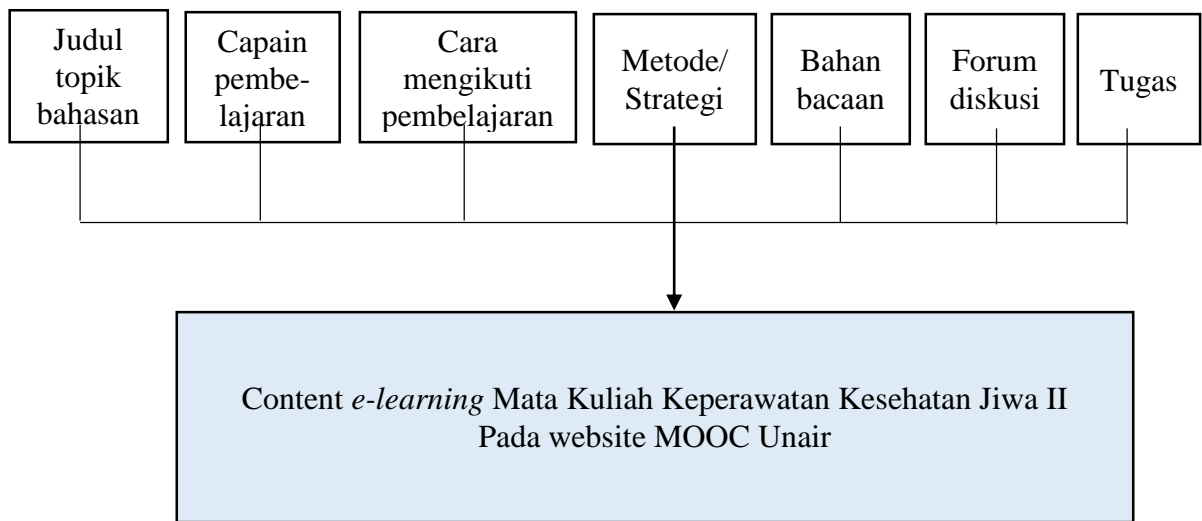 Judul
topik
bahasan
Capain
pembe-
lajaran
Cara
mengikuti
pembelajaran
Metode/
Strategi
Bahan
bacaan
Forum
diskusi
Tugas
Content e-learning Mata Kuliah Keperawatan Kesehatan Jiwa II
Pada website MOOC Unair